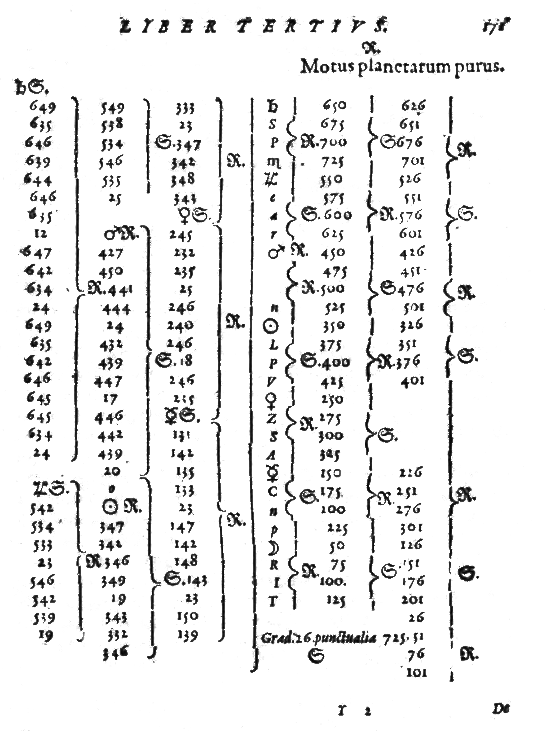 LIBER TERTIVS.
R.
Motus planetarum purus.
♄S.
649 549 333 ♄ 650 626
635 538 23 S 675 651
646 534 S.347 P R.700 S676 R.
639 546 342 R. m 725 701
644 535 348 ♃ 550 526
646 25 343 e 575 551
635 ♀S. a S.600 R.576 S.
12 ♂R. 245 r 625 601
647 427 232 ♂ R. 450 426
642 450 235 475 451
634 R.441 25 R.500 S476 R.
24 444 246 n 525 501
649 24 240 R. ☉ 350 326
635 432 246 L 375 351
642 439 S.18 P S.400 R.376 S.
646 447 246 V 425 401
645 17 225 ♀ 250
645 446 ☿S. Z R.275
634 442 131 S 300 S.
24 439 142 A 325
20 135 ☿ 150 226
♃S. 133 C S.175 R 251 R.
542 ☉ R. 23 n 100 276
534 347 147 R. p 225 301
533 342 142 ☽ 50 126
23 R346 148 R 75 151
546 349 S.143 I R.100. S 176 S.
542 19 23 T 125 201
539 343 150 26
19 332 139 Grad.26.punctualia 725.51
346 S 76 R.
101
2 De